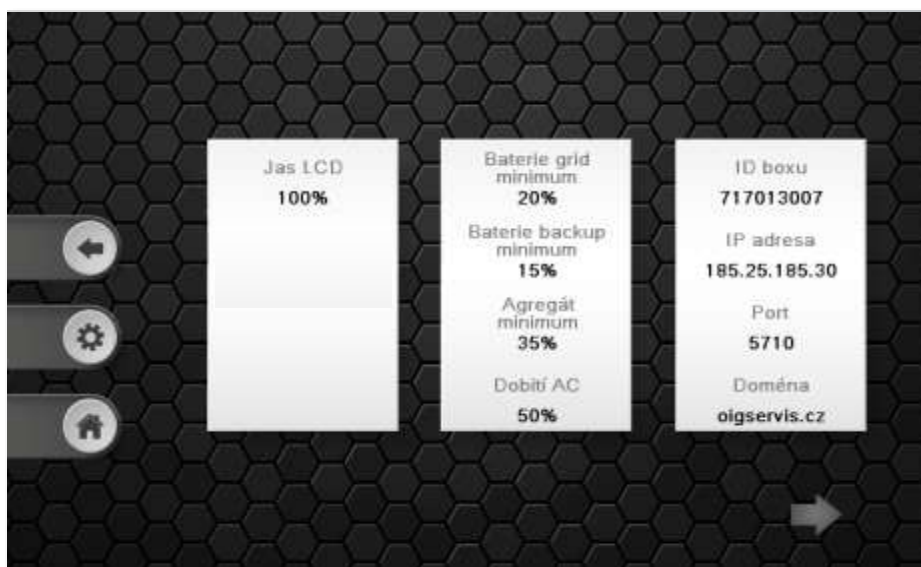 Jas LCD
100%
Baterie grid
minimum
20%
Baterie backup
minimum
15%
Agregát
minimum
35%
Dobití AC
50%
ID boxu
717013007
IP adresa
185.25.185.30
Port
5710
Doména
oigservis.cz